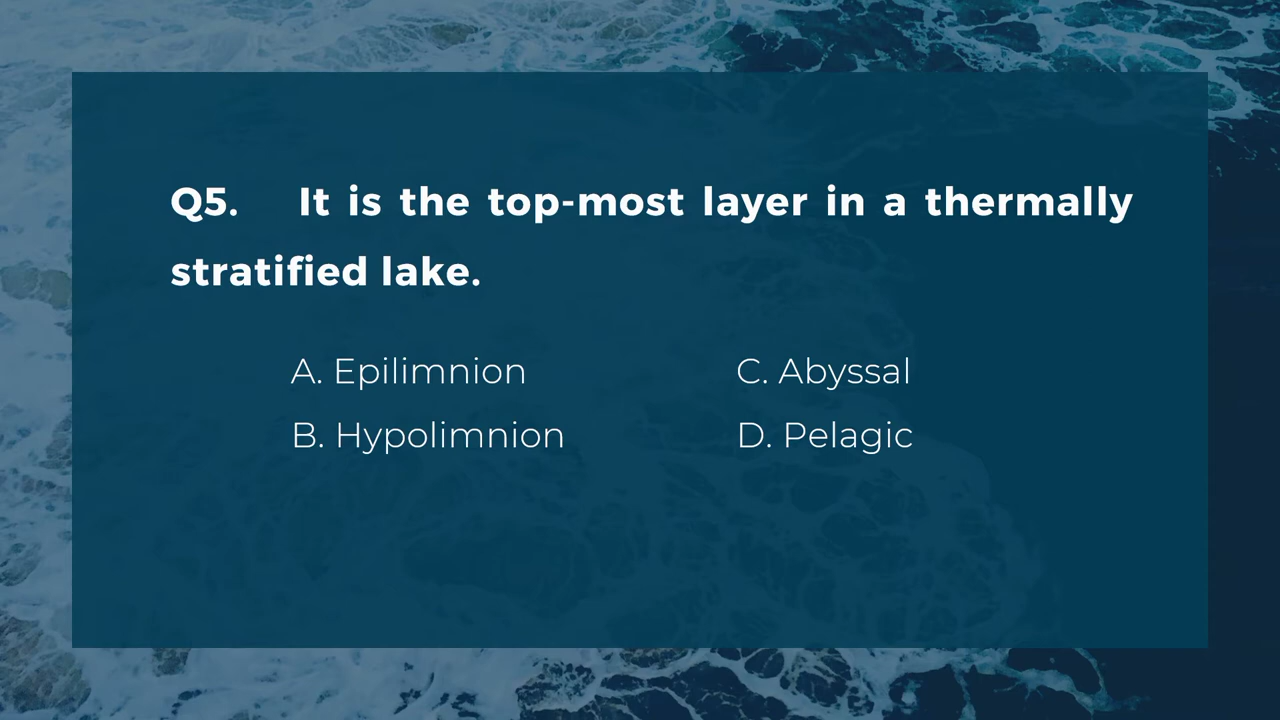 Q5. It is the top-most layer in a thermally
stratified lake.
A. Epilimnion
B. Hypolimnion
C. Abyssal
D. Pelagic